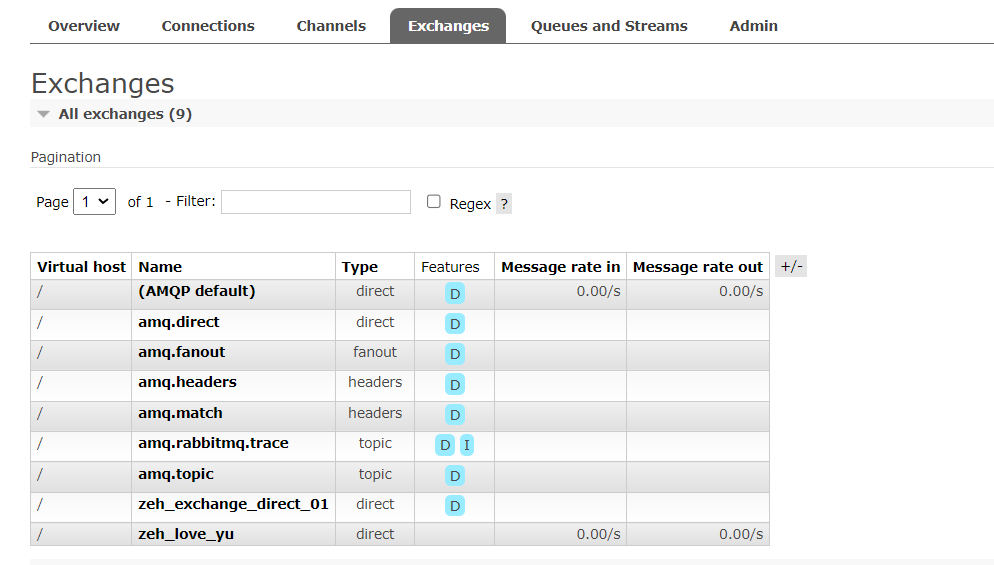 Overview Connections Channels Exchanges Queues and Streams Admin
Exchanges
All exchanges (9)
Pagination
Page 1 of 1 - Filter: Regex ?
Virtual host Name Type Features Message rate in Message rate out +/-
/ (AMQP default) direct D 0.00/s 0.00/s
/ amq.direct direct D
/ amq.fanout fanout D
/ amq.headers headers D
/ amq.match headers D
/ amq.rabbitmq.trace topic D I
/ amq.topic topic D
/ zeh_exchange_direct_01 direct D
/ zeh_love_yu direct 0.00/s 0.00/s